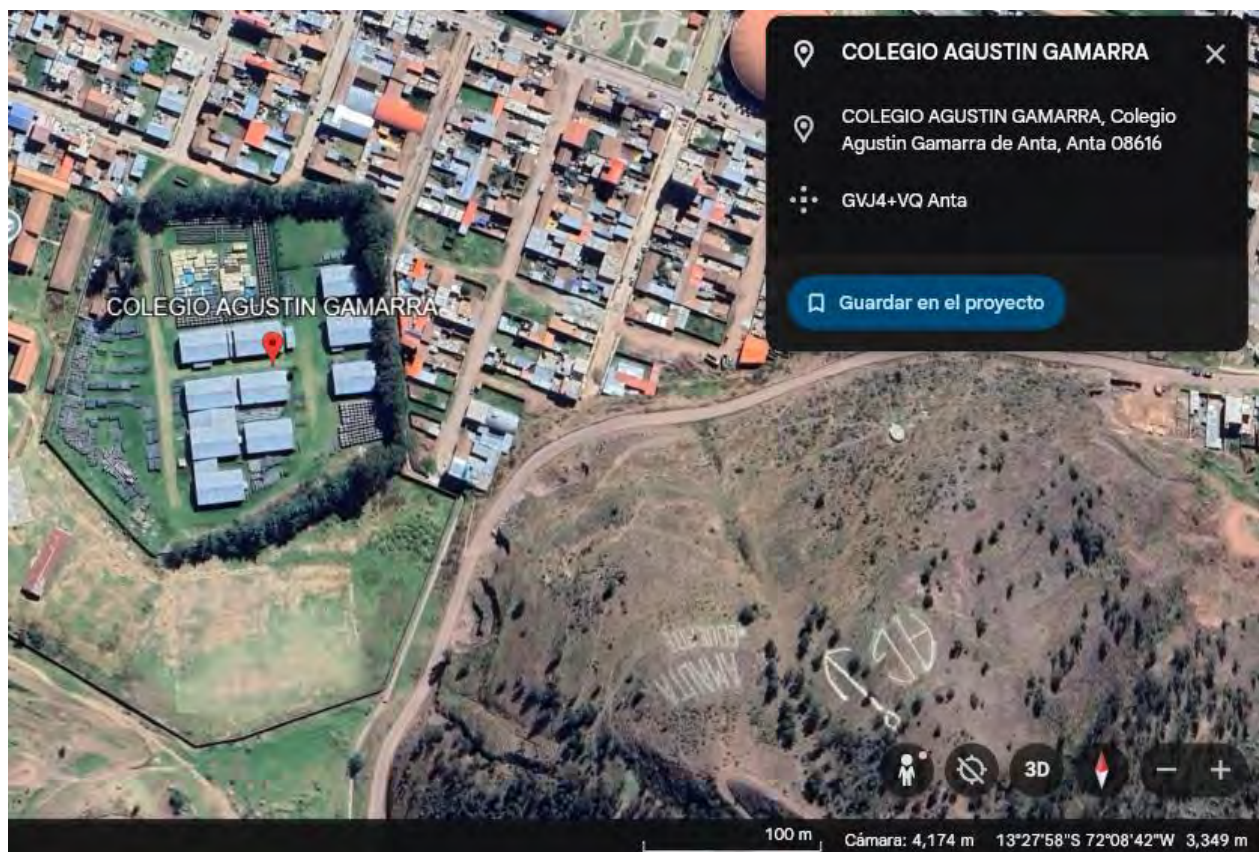 COLEGIO AGUSTIN GAMARRA
COLEGIO AGUSTIN GAMARRA, Colegio
Agustin Gamarra de Anta, Anta 08616
GVJ4+VQ Anta
Guardar en el proyecto
COLEGIO AGUSTIN GAMARRA
3D
100 m
Cámara: 4,174 m 13°27'58"S 72°08'42"W 3,349 m